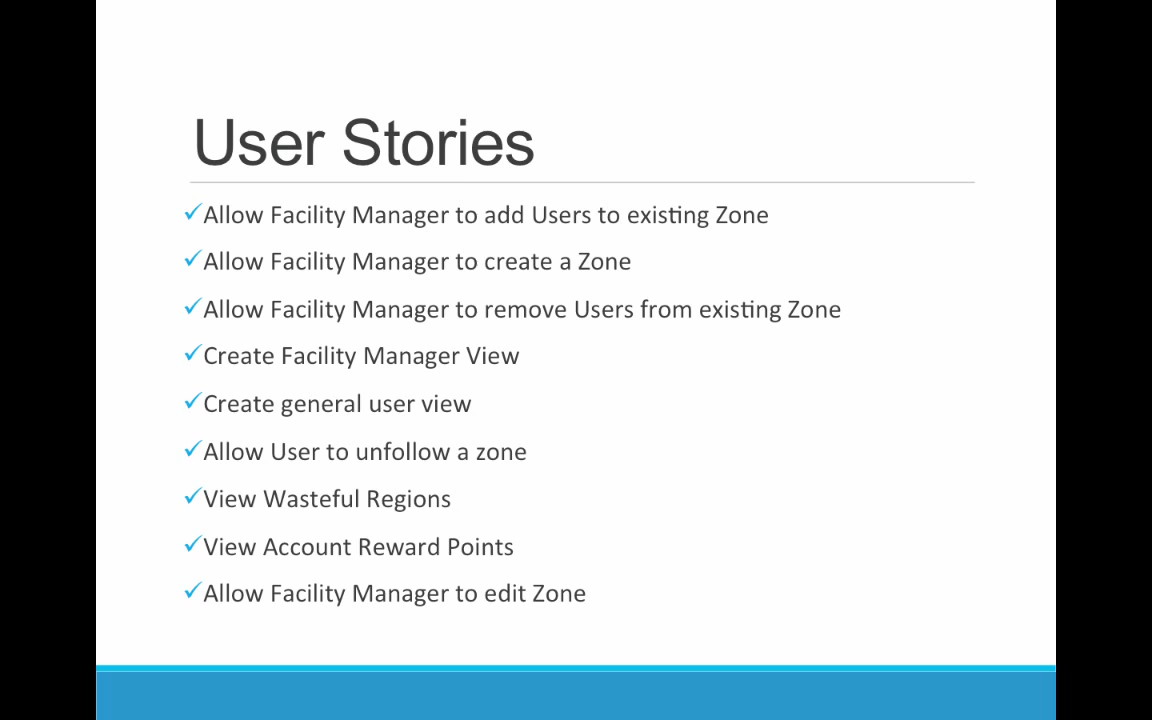 User Stories
✓Allow Facility Manager to add Users to existing Zone
✓Allow Facility Manager to create a Zone
✓Allow Facility Manager to remove Users from existing Zone
✓Create Facility Manager View
✓Create general user view
✓Allow User to unfollow a zone
✓View Wasteful Regions
✓View Account Reward Points
✓Allow Facility Manager to edit Zone